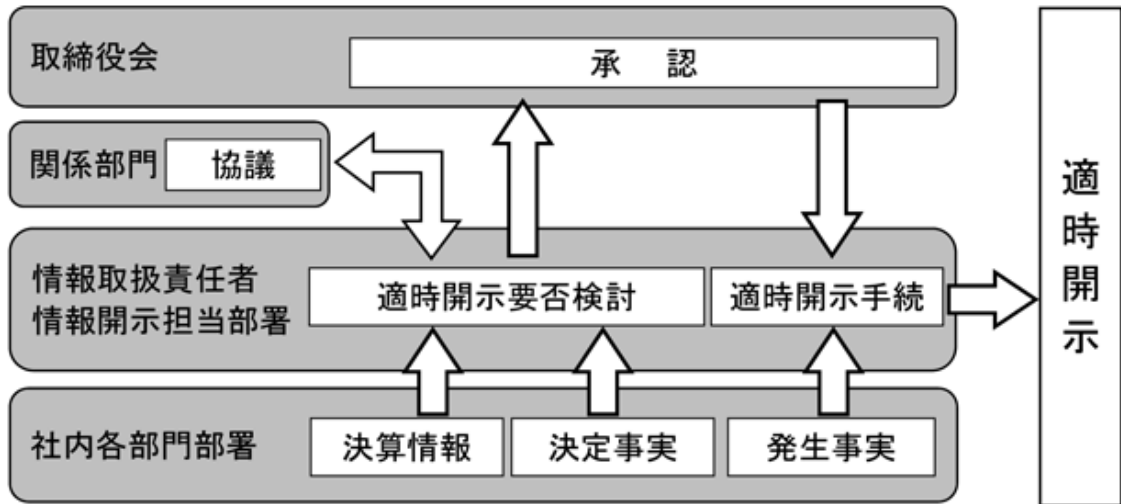 取締役会
承認
関係部門
協議
情報取扱責任者
情報開示担当部署
適時開示要否検討
適時開示手続
社内各部門部署
決算情報
決定事実
発生事実
適時開示